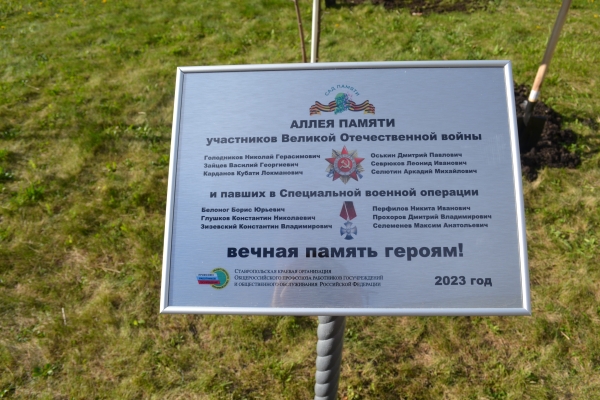 САД ПАМЯТИ
АЛЛЕЯ ПАМЯТИ
участников Великой Отечественной войны
Голодников Николай Герасимович
Зайцев Василий Георгиевич
Карданов Кубати Локманович
Оськин Дмитрий Павлович
Севрюков Леонид Иванович
Селютин Аркадий Михайлович
и павших в Специальной военной операции
Белоног Борис Юрьевич
Глушков Константин Николаевич
Зизевский Константин Владимирович
Перфилов Никита Иванович
Прохоров Дмитрий Владимирович
Селеменев Максим Анатольевич
вечная память героям!
Ставропольская краевая организация
Общероссийского профсоюза работников госучреждений
и общественного обслуживания Российской Федерации
2023 год